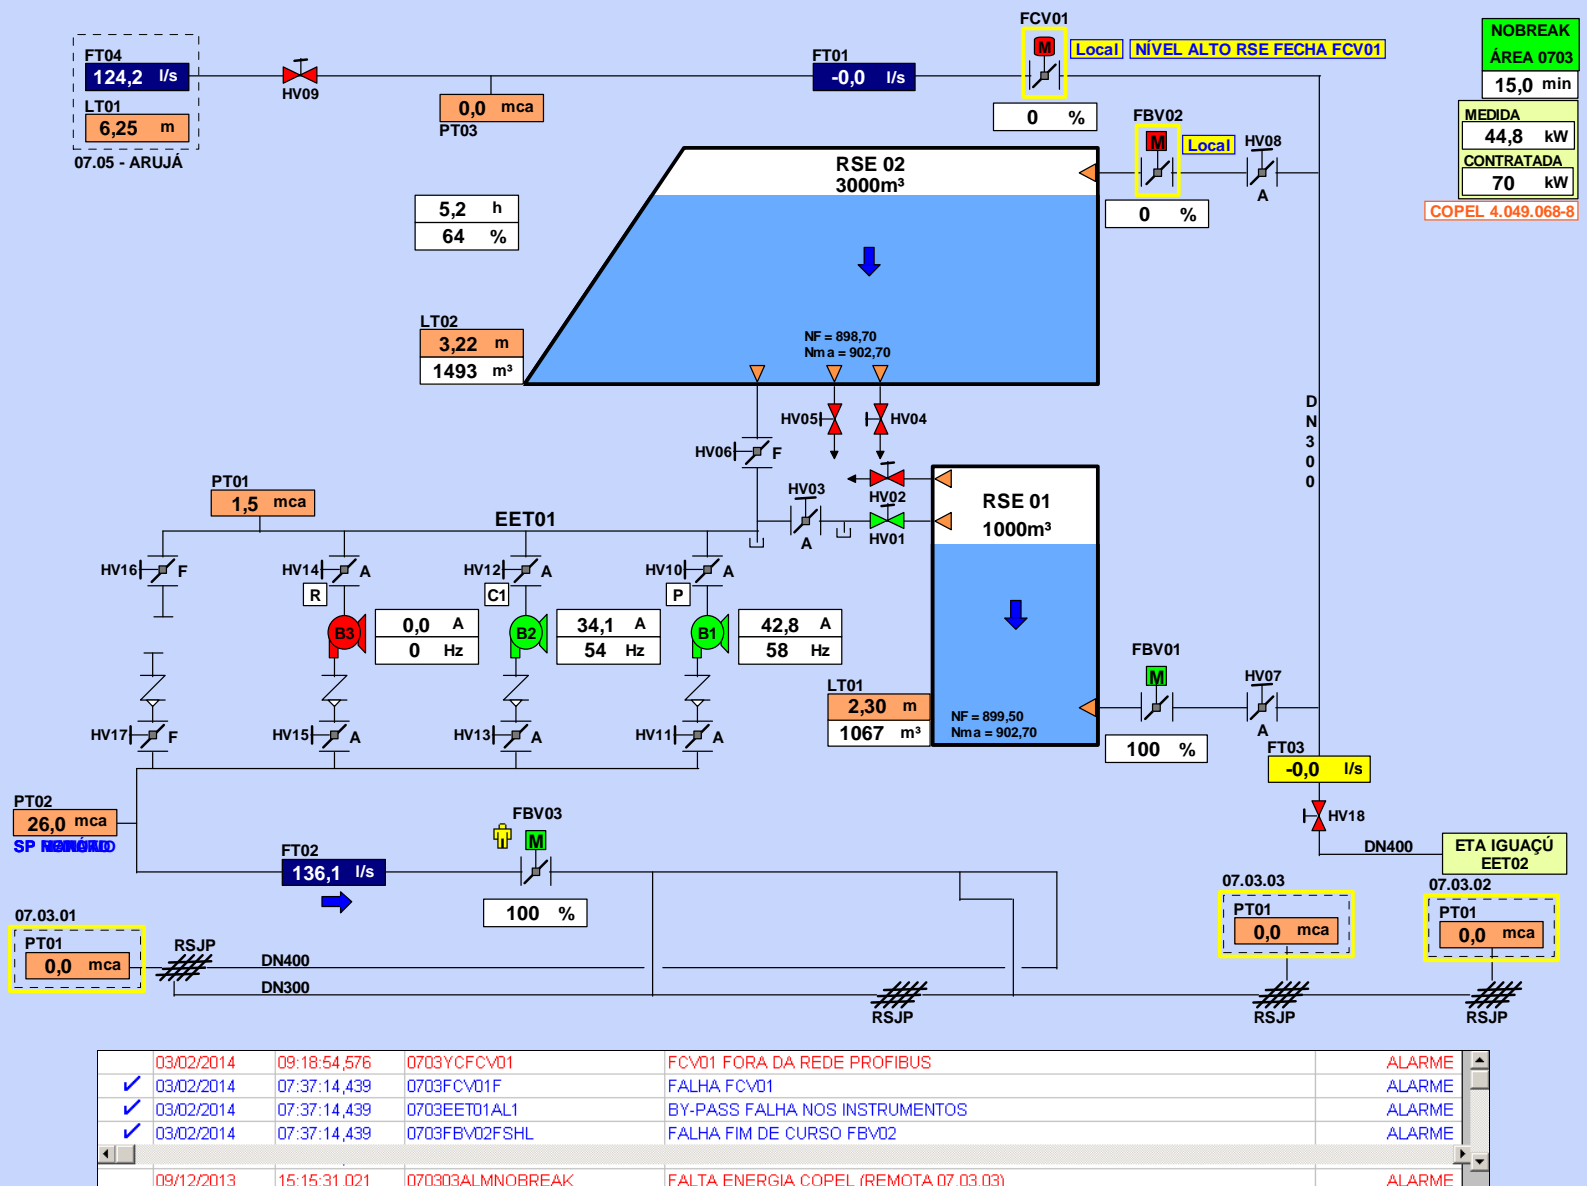 FT04
124,2 l/s
LT01
6,25 m
07.05 - ARUJÁ
HV09
0,0 mca
PT03
FT01
-0,0 l/s
FCV01
M
Local
NÍVEL ALTO RSE FECHA FCV01
0 %
FBV02
M
Local
0 %
HV08
A
NOBREAK
ÁREA 0703
15,0 min
MEDIDA
44,8 kW
CONTRATADA
70 kW
COPEL 4.049.068-8
RSE 02
3000m³
5,2 h
64 %
LT02
3,22 m
1493 m³
NF = 898,70
Nma = 902,70
HV05
HV04
HV06
F
DN300
PT01
1,5 mca
EET01
HV03
A
HV02
HV01
RSE 01
1000m³
HV16
F
HV14
A
HV12
A
HV10
A
R
C1
P
B3
0,0 A
0 Hz
B2
34,1 A
54 Hz
B1
42,8 A
58 Hz
LT01
2,30 m
1067 m³
NF = 899,50
Nma = 902,70
FBV01
M
100 %
HV07
A
FT03
-0,0 l/s
HV17
F
HV15
A
HV13
A
HV11
A
HV18
PT02
26,0 mca
SP
FT02
136,1 l/s
FBV03
M
100 %
DN400
ETA IGUAÇÚ
EET02
07.03.01
PT01
0,0 mca
RSJP
DN400
DN300
RSJP
07.03.03
PT01
0,0 mca
RSJP
07.03.02
PT01
0,0 mca
RSJP
03/02/2014 09:18:54,576 0703YCFCV01 FCV01 FORA DA REDE PROFIBUS ALARME
03/02/2014 07:37:14,439 0703FCV01F FALHA FCV01 ALARME
03/02/2014 07:37:14,439 0703EET01AL1 BY-PASS FALHA NOS INSTRUMENTOS ALARME
03/02/2014 07:37:14,439 0703FBV02FSHL FALHA FIM DE CURSO FBV02 ALARME
09/12/2013 15:15:31,021 070303ALMNOBREAK FALTA ENERGIA COPEL (REMOTA 07.03.03) ALARME